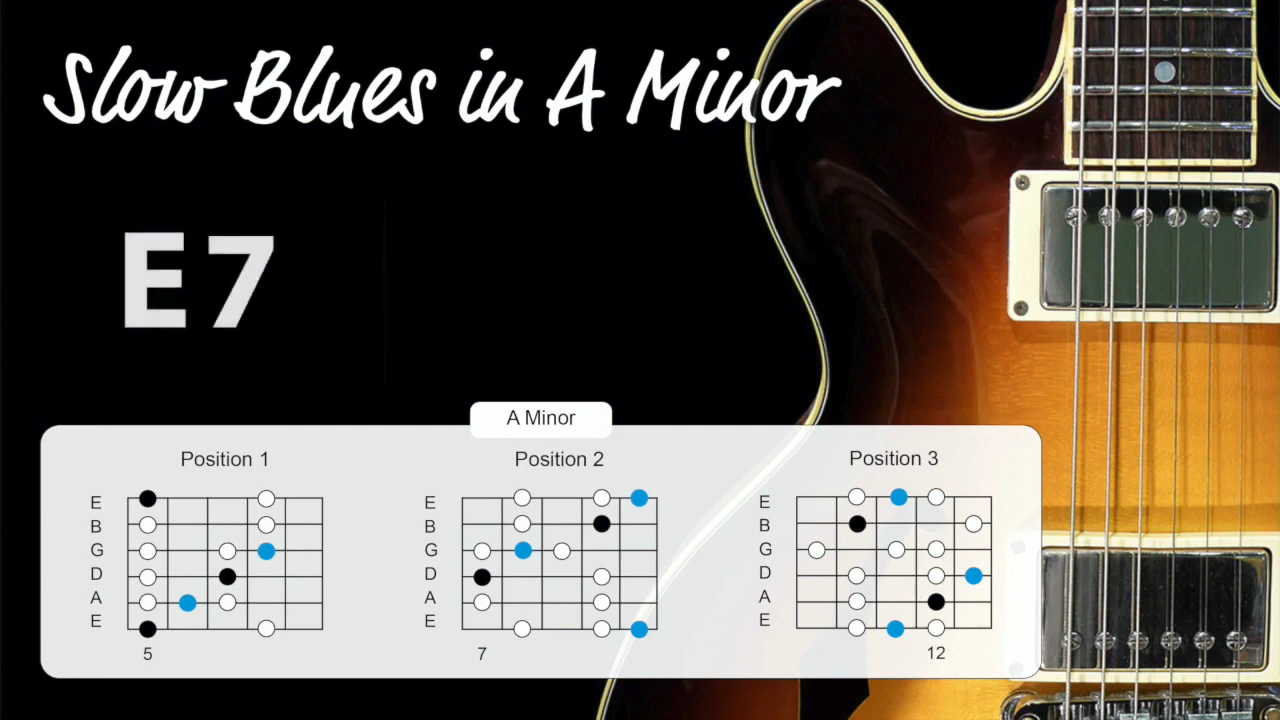 Slow Blues in A Minor
E7
A Minor
Position 1
Position 2
Position 3
E
B
G
D
A
E
5
E
B
G
D
A
E
7
E
B
G
D
A
E
12